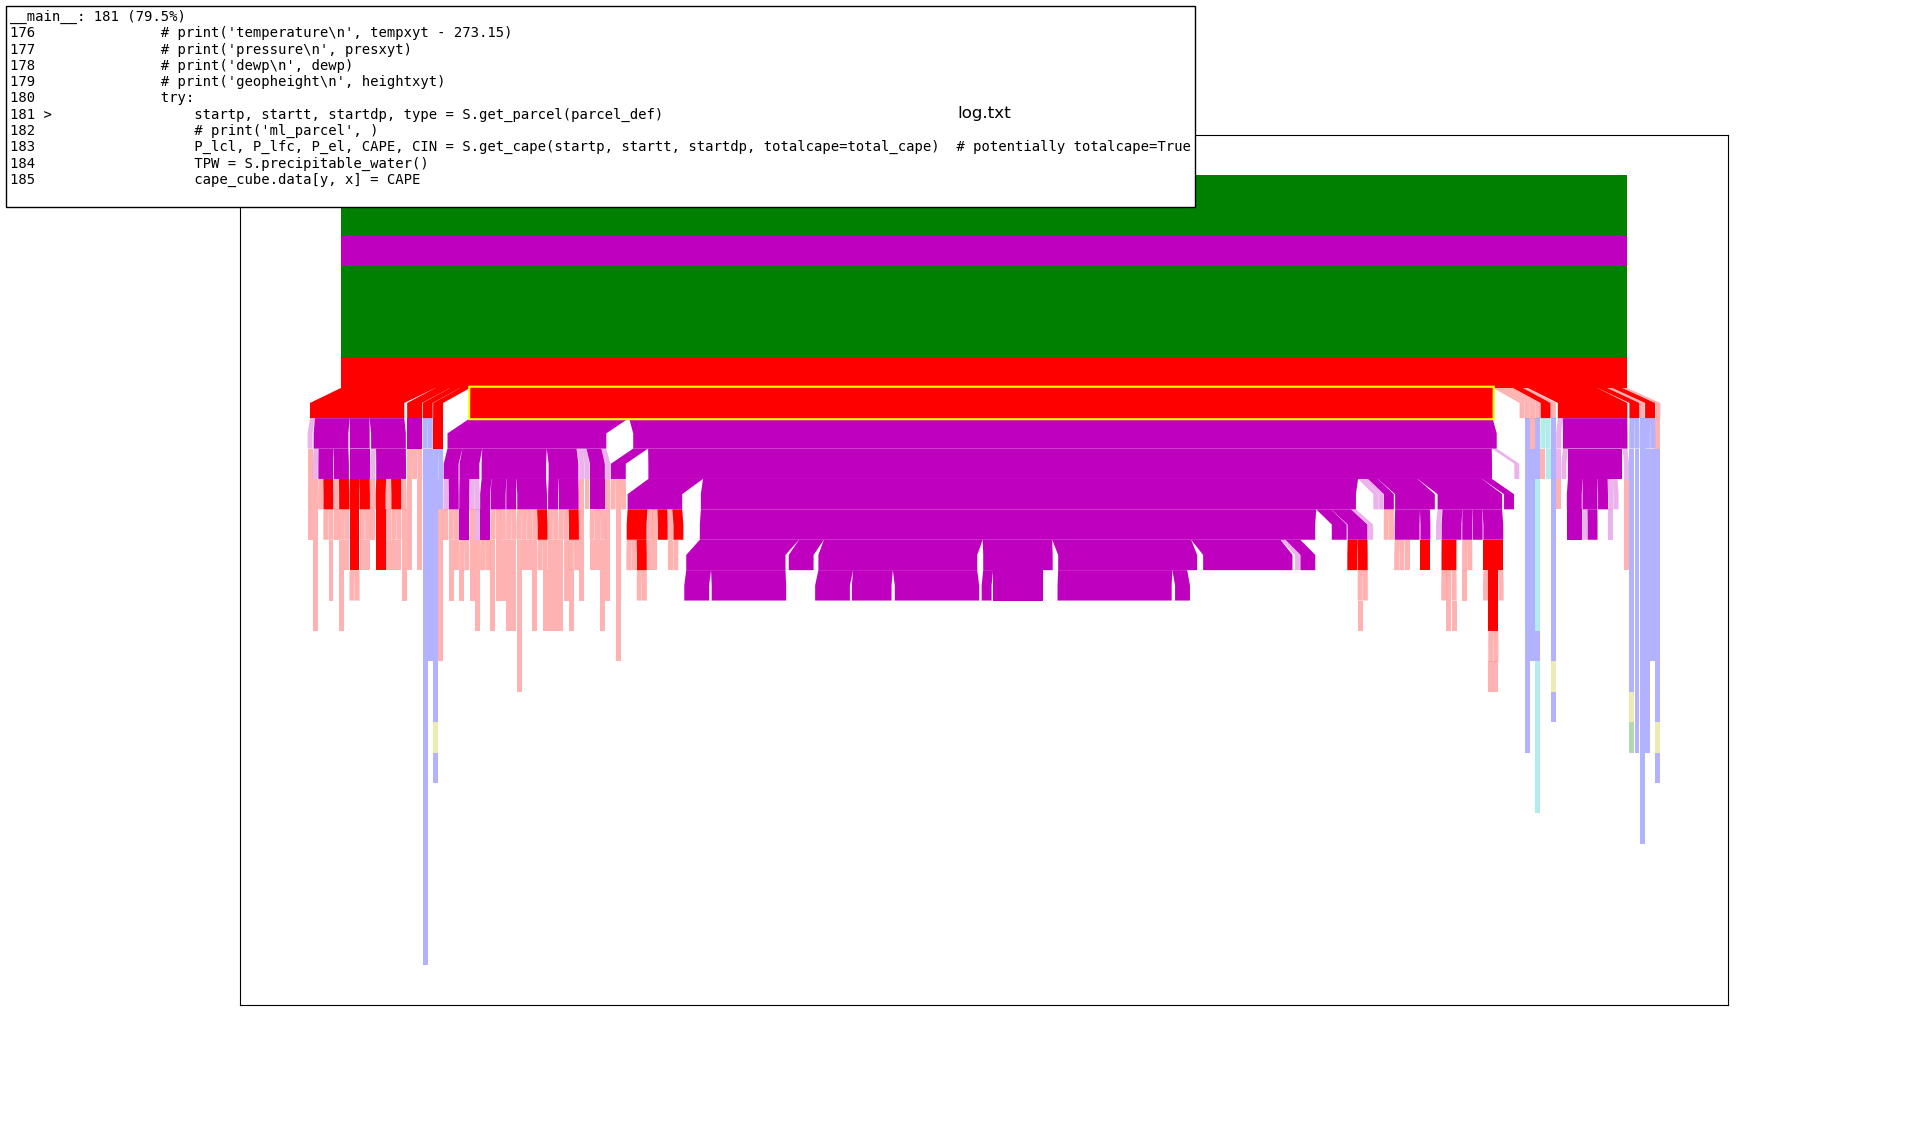 __main__: 181 (79.5%)
176               # print('temperature\n', tempxyt - 273.15)
177               # print('pressure\n', presxyt)
178               # print('dewp\n', dewp)
179               # print('geopheight\n', heightxyt)
180               try:
181 >                 startp, startt, startdp, type = S.get_parcel(parcel_def)
log.txt
182                   # print('ml_parcel', )
183                   P_lcl, P_lfc, P_el, CAPE, CIN = S.get_cape(startp, startt, startdp, totalcape=total_cape)  # potentially totalcape=True
184                   TPW = S.precipitable_water()
185                   cape_cube.data[y, x] = CAPE